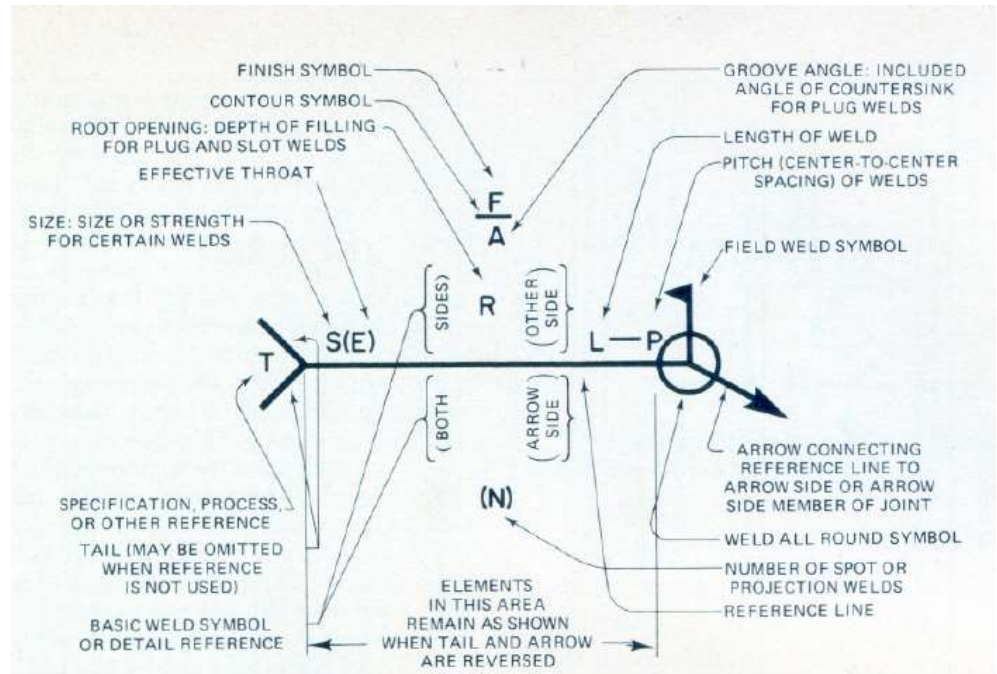 FINISH SYMBOL
CONTOUR SYMBOL
ROOT OPENING: DEPTH OF FILLING
FOR PLUG AND SLOT WELDS
EFFECTIVE THROAT
SIZE: SIZE OR STRENGTH
FOR CERTAIN WELDS
GROOVE ANGLE: INCLUDED
ANGLE OF COUNTERSINK
FOR PLUG WELDS
LENGTH OF WELD
PITCH (CENTER-TO-CENTER
SPACING) OF WELDS
FIELD WELD SYMBOL
F
A
R
SIDES)
(OTHER
SIDE)
S(E)
L—P
T
(BOTH
(ARROW
SIDE)
(N)
SPECIFICATION, PROCESS,
OR OTHER REFERENCE
TAIL (MAY BE OMITTED
WHEN REFERENCE
IS NOT USED)
BASIC WELD SYMBOL
OR DETAIL REFERENCE
ELEMENTS
IN THIS AREA
REMAIN AS SHOWN
WHEN TAIL AND ARROW
ARE REVERSED
ARROW CONNECTING
REFERENCE LINE TO
ARROW SIDE OR ARROW
SIDE MEMBER OF JOINT
WELD ALL ROUND SYMBOL
NUMBER OF SPOT OR
PROJECTION WELDS
REFERENCE LINE